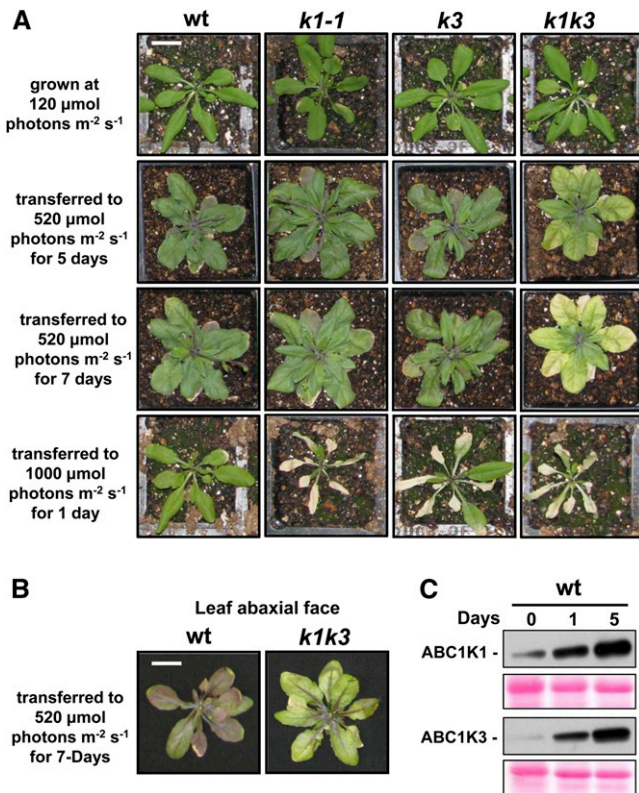 A
wt k1-1 k3 k1k3
grown at
120 µmol
photons m⁻² s⁻¹
transferred to
520 µmol
photons m⁻² s⁻¹
for 5 days
transferred to
520 µmol
photons m⁻² s⁻¹
for 7 days
transferred to
1000 µmol
photons m⁻² s⁻¹
for 1 day
B
Leaf abaxial face
wt k1k3
transferred to
520 µmol
photons m⁻² s⁻¹
for 7-Days
C
wt
Days 0 1 5
ABC1K1 -
ABC1K3 -